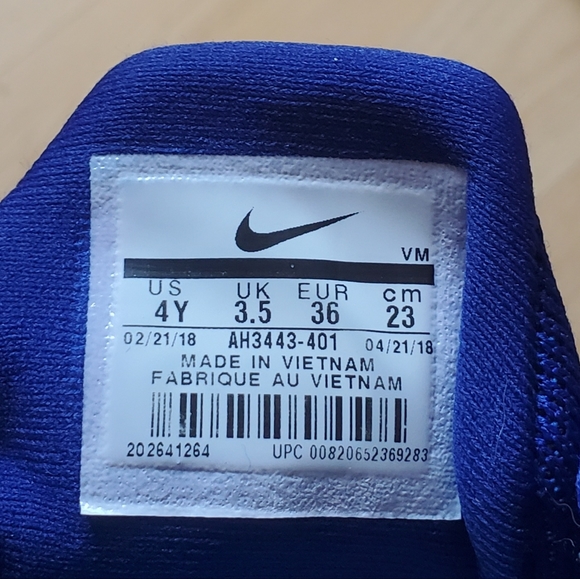 VM
US UK EUR cm
4Y 3.5 36 23
02/21/18 AH3443-401 04/21/18
MADE IN VIETNAM
FABRIQUE AU VIETNAM
202641264 UPC 00820652369283